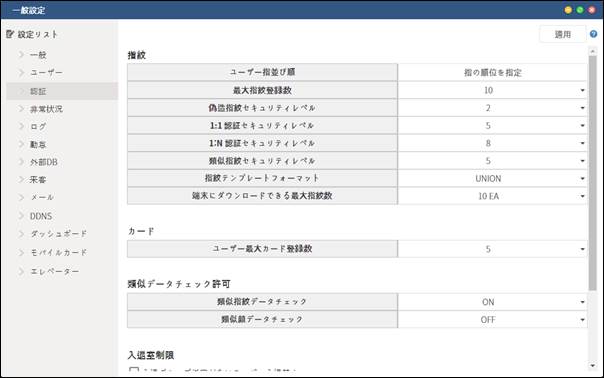 一般設定
設定リスト
適用
一般
ユーザー
認証
非常状況
ログ
勤怠
外部DB
来客
メール
DDNS
ダッシュボード
モバイルカード
エレベーター
指紋
ユーザー指並び順 指の順位を指定
最大指紋登録数 10
偽造指紋セキュリティレベル 2
1:1 認証セキュリティレベル 5
1:N 認証セキュリティレベル 8
類似指紋セキュリティレベル 5
指紋テンプレートフォーマット UNION
端末にダウンロードできる最大指紋数 10 EA
カード
ユーザー最大カード登録数 5
類似データチェック許可
類似指紋データチェック ON
類似顔データチェック OFF
入退室制限